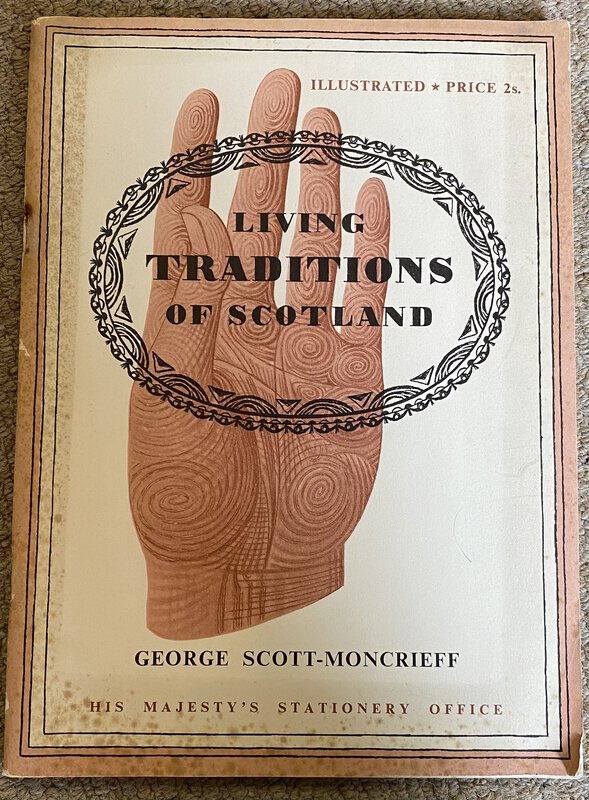 ILLUSTRATED ★ PRICE 2s.
LIVING
TRADITIONS
OF SCOTLAND
GEORGE SCOTT-MONCRIEFF
HIS MAJESTY'S STATIONERY OFFICE